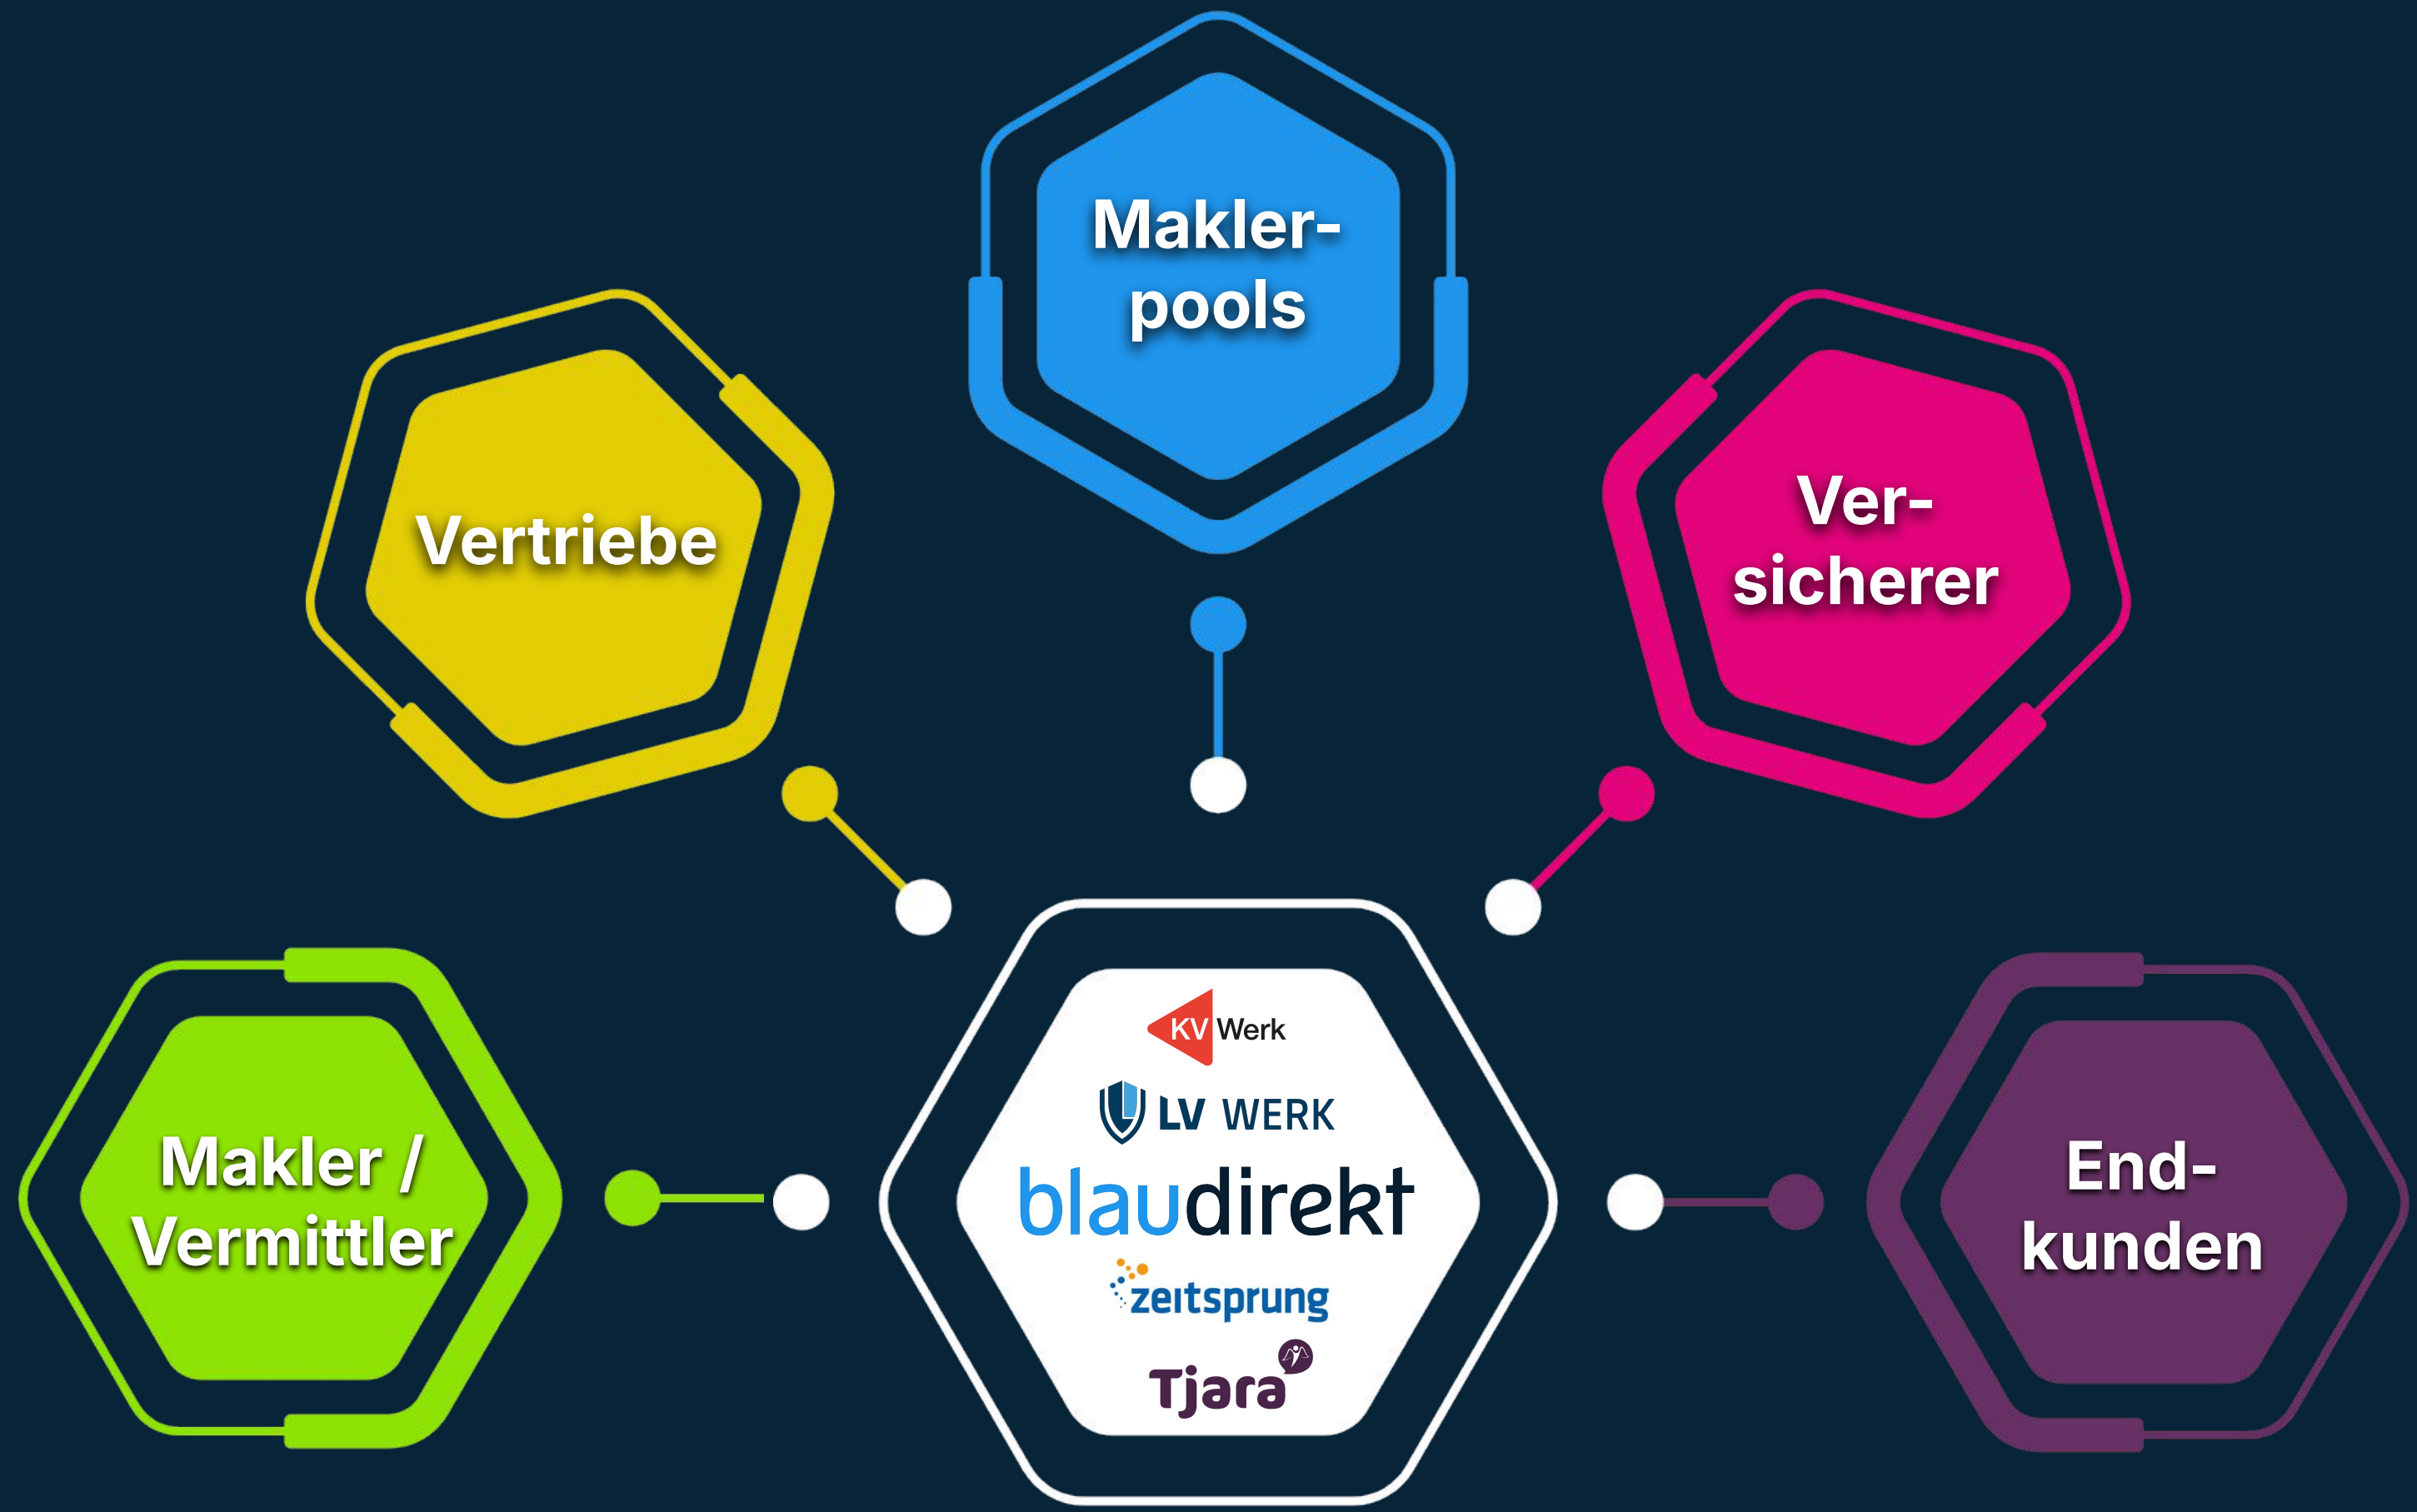 Makler-
pools
Vertriebe
Ver-
sicherer
Makler /
Vermittler
KV Werk
LV WERK
blaudirekt
zeitsprung
Tjara
End-
kunden